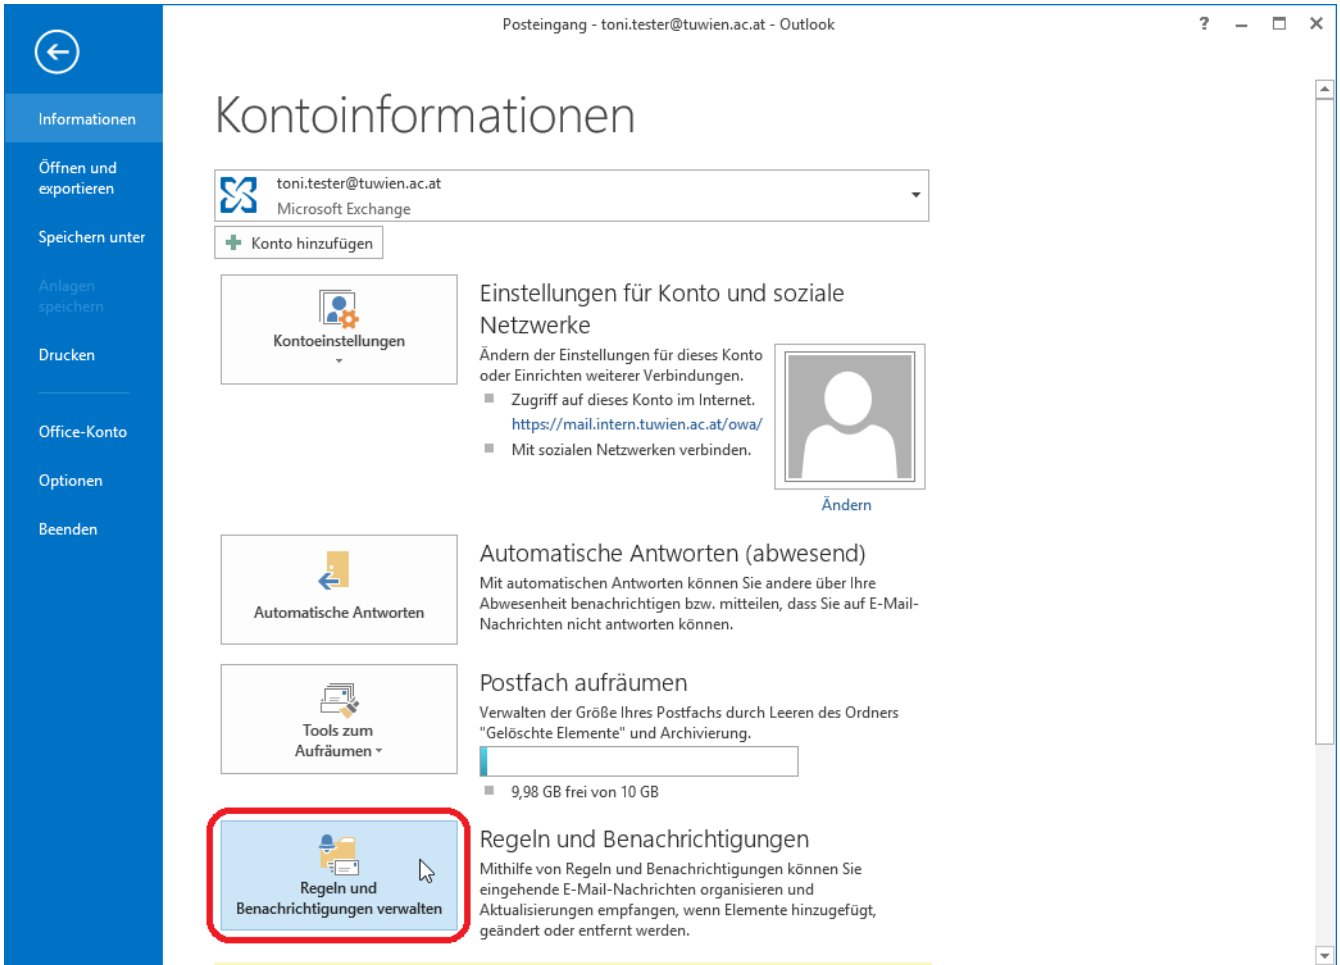 Posteingang - toni.tester@tuwien.ac.at - Outlook
?
Informationen
Öffnen und
exportieren
Speichern unter
Anlagen
speichern
Drucken
Office-Konto
Optionen
Beenden
Kontoinformationen
toni.tester@tuwien.ac.at
Microsoft Exchange
Konto hinzufügen
Kontoeinstellungen
Einstellungen für Konto und soziale
Netzwerke
Ändern der Einstellungen für dieses Konto
oder Einrichten weiterer Verbindungen.
Zugriff auf dieses Konto im Internet.
https://mail.intern.tuwien.ac.at/owa/
Mit sozialen Netzwerken verbinden.
Ändern
Automatische Antworten
Automatische Antworten (abwesend)
Mit automatischen Antworten können Sie andere über Ihre
Abwesenheit benachrichtigen bzw. mitteilen, dass Sie auf E-Mail-
Nachrichten nicht antworten können.
Tools zum
Aufräumen
Postfach aufräumen
Verwalten der Größe Ihres Postfachs durch Leeren des Ordners
"Gelöschte Elemente" und Archivierung.
9,98 GB frei von 10 GB
Regeln und
Benachrichtigungen verwalten
Regeln und Benachrichtigungen
Mithilfe von Regeln und Benachrichtigungen können Sie
eingehende E-Mail-Nachrichten organisieren und
Aktualisierungen empfangen, wenn Elemente hinzugefügt,
geändert oder entfernt werden.